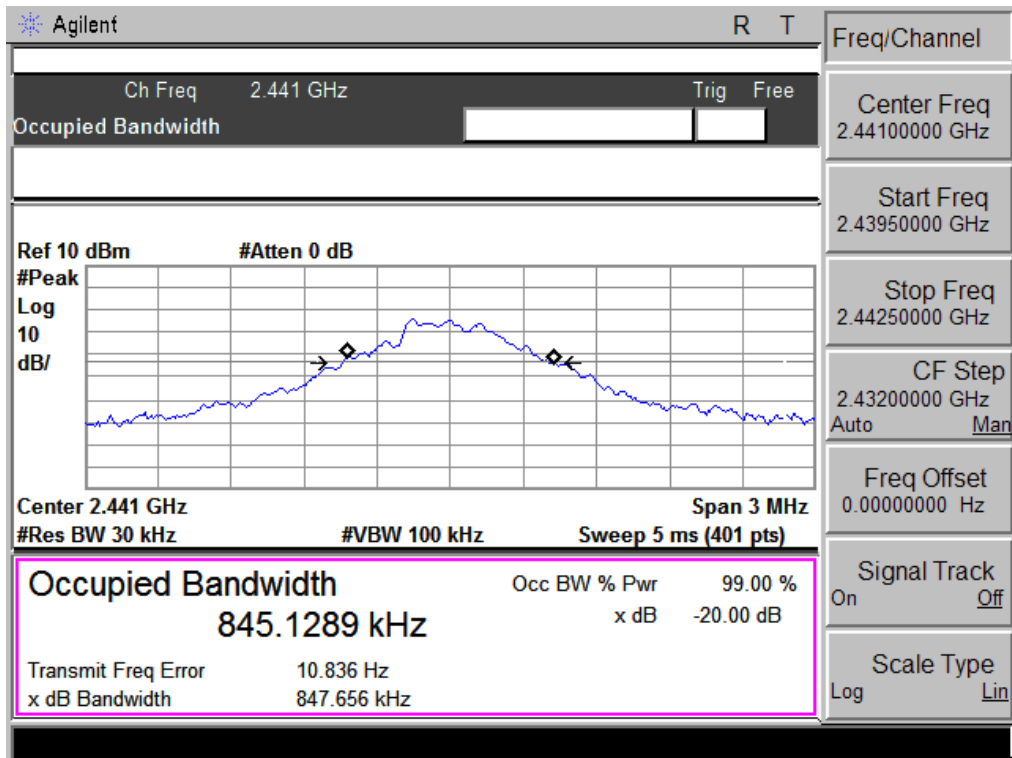 Agilent R T
Ch Freq 2.441 GHz Trig Free
Occupied Bandwidth
Ref 10 dBm #Atten 0 dB
#Peak
Log
10
dB/
Center 2.441 GHz Span 3 MHz
#Res BW 30 kHz #VBW 100 kHz Sweep 5 ms (401 pts)
Occupied Bandwidth Occ BW % Pwr 99.00 %
845.1289 kHz x dB -20.00 dB
Transmit Freq Error 10.836 Hz
x dB Bandwidth 847.656 kHz
Freq/Channel
Center Freq
2.44100000 GHz
Start Freq
2.43950000 GHz
Stop Freq
2.44250000 GHz
CF Step
2.43200000 GHz
Auto Man
Freq Offset
0.00000000 Hz
Signal Track
On Off
Scale Type
Log Lin